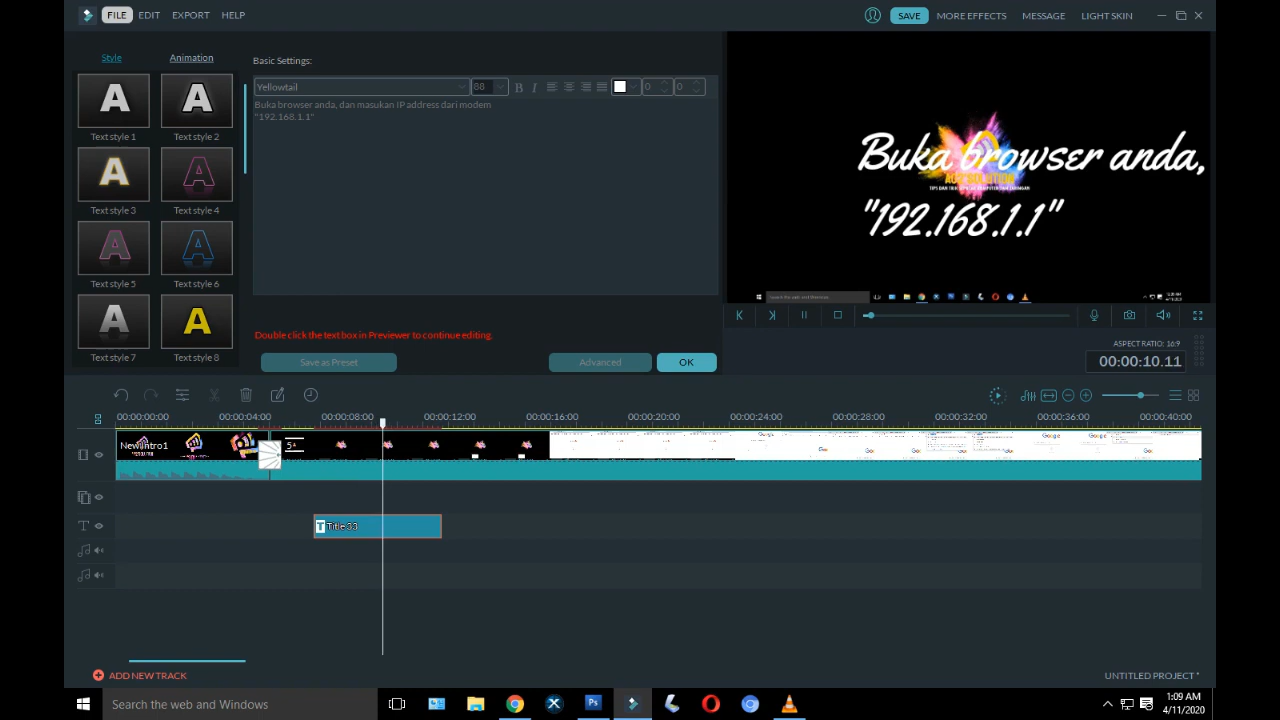 FILE EDIT EXPORT HELP
SAVE MORE EFFECTS MESSAGE LIGHT SKIN
Style Animation
Basic Settings:
Yellowtail 88 B I 0 0
Buka browser anda, dan masukan IP address dari modem
"192.168.1.1"
Text style 1 Text style 2
Text style 3 Text style 4
Text style 5 Text style 6
Text style 7 Text style 8
Double click the text box in Previewer to continue editing.
Save as Preset Advanced OK
Buka browser anda,
"192.168.1.1"
ASPECT RATIO: 16:9
00:00:10.11
00:00:00:00 00:00:04:00 00:00:08:00 00:00:12:00 00:00:16:00 00:00:20:00 00:00:24:00 00:00:28:00 00:00:32:00 00:00:36:00 00:00:40:00
NewIntro1
T Title 33
ADD NEW TRACK
UNTITLED PROJECT *
Search the web and Windows
1:09 AM
4/11/2020